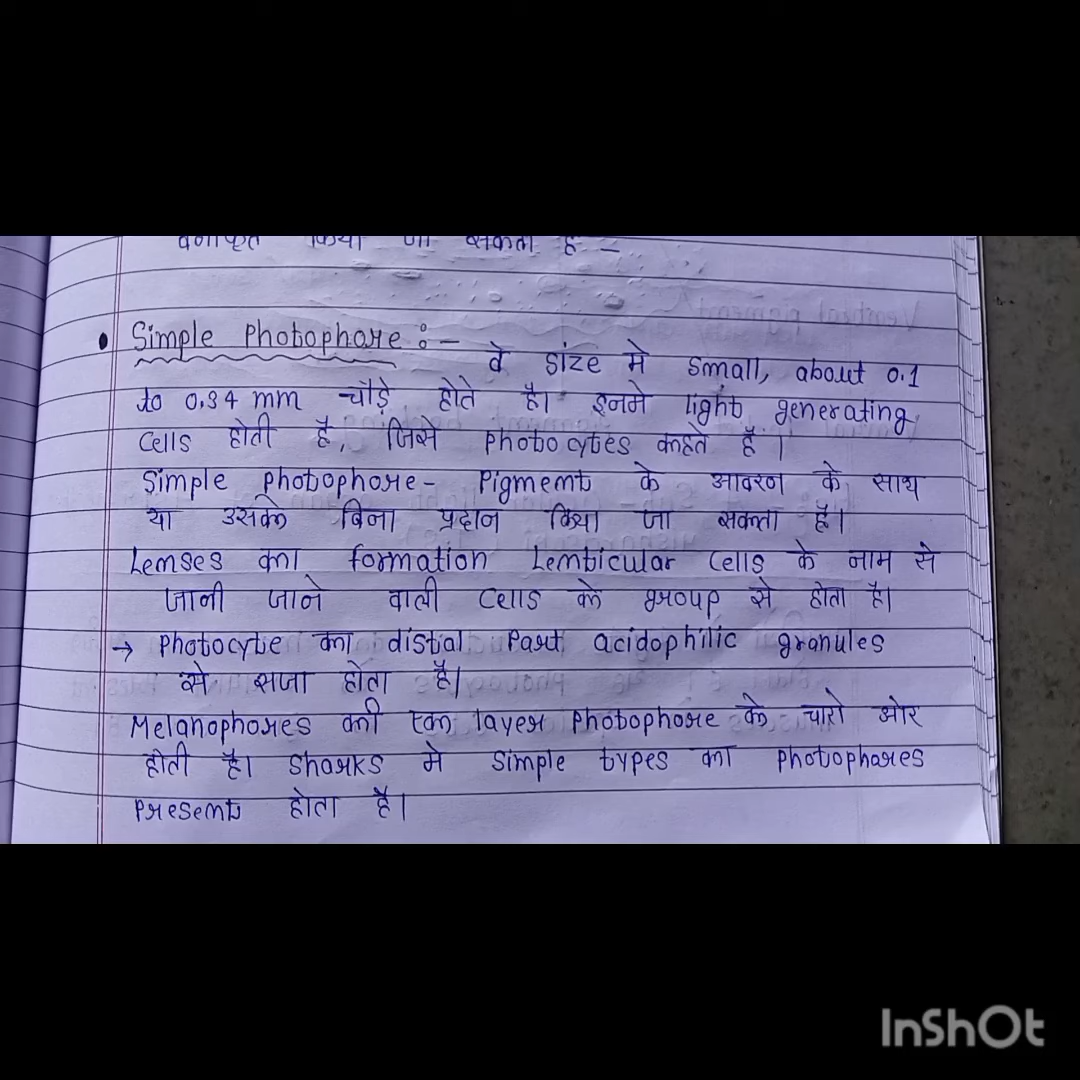 किया जा सकता है -
• Simple Photophore :-
वे size मे small, about 0.1
to 0.34 mm चौड़े होते है। इनमे light generating
cells होती है, जिसे photocytes कहते है ।
Simple photophore- Pigment के आवरन के साथ
या उसके बिना प्रदान किया जा सकता है।
Lenses का formation Lenticular cells के नाम से
जानी जाने वाली cells के group से होता है।
→ Photocyte का distal Part acidophilic granules
से सजा होता है।
Melanophores की एक layer Photophore के चारो ओर
होती है। Sharks मे simple types का photophores
Present होता है।
InShOt